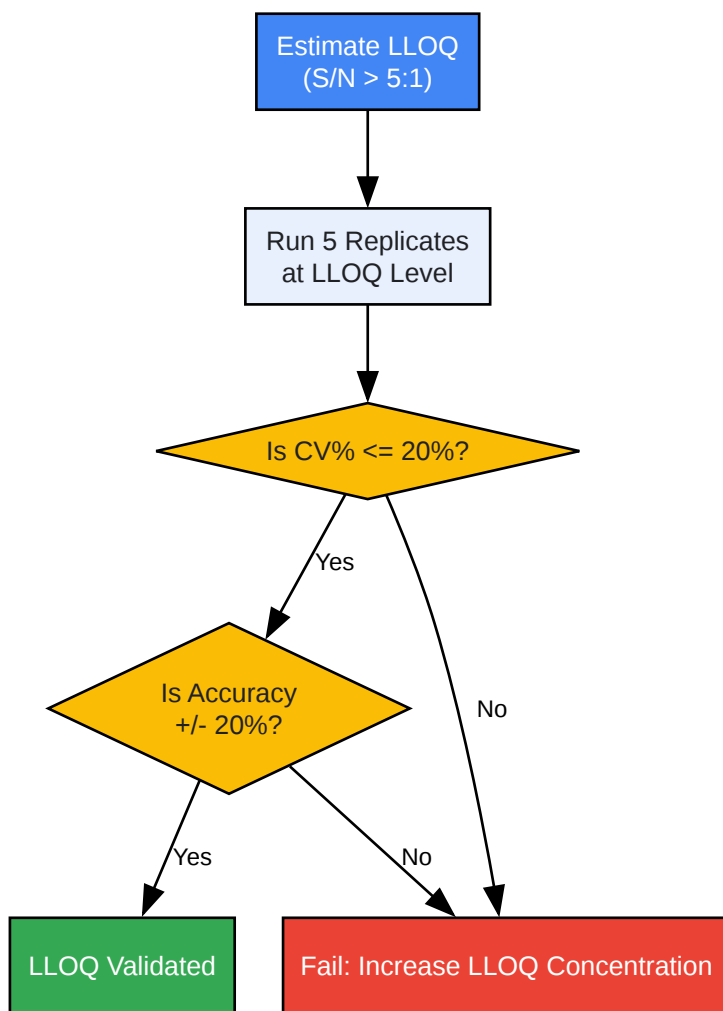 Estimate LLOQ
(S/N > 5:1)
Run 5 Replicates
at LLOQ Level
Is CV% <= 20%?
Yes
Is Accuracy
+/- 20%?
No
Yes
No
LLOQ Validated
Fail: Increase LLOQ Concentration